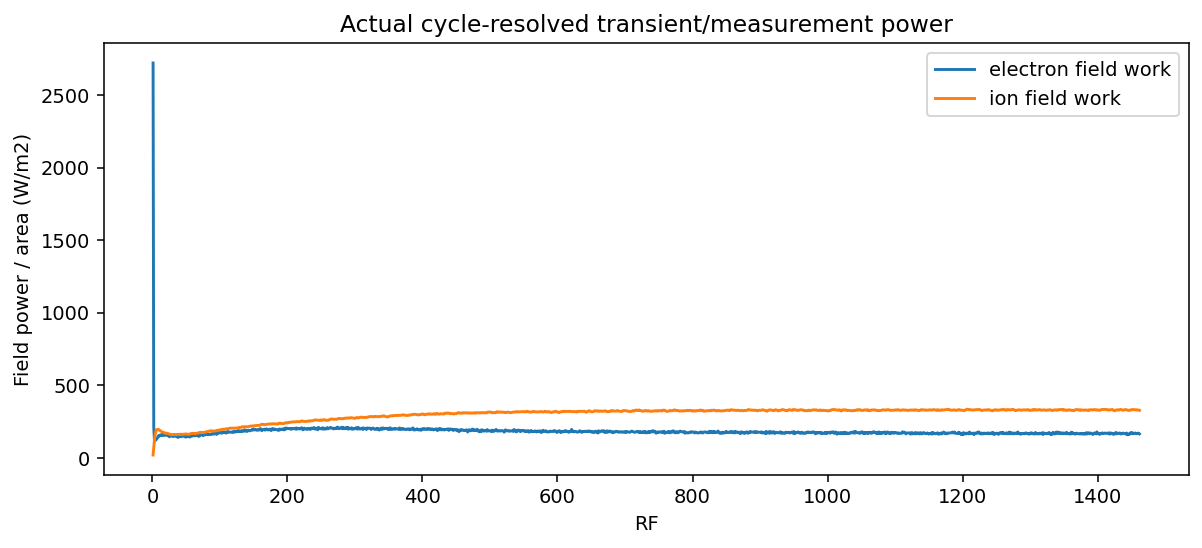 Actual cycle-resolved transient/measurement power
Field power / area (W/m2)
2500
2000
1500
1000
500
0
electron field work
ion field work
0 200 400 600 800 1000 1200 1400
RF